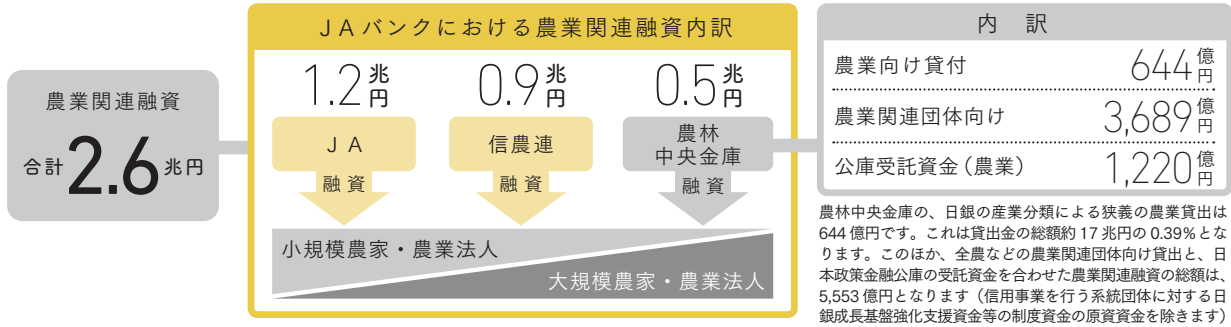 農業関連融資
合計2.6兆円
JAバンクにおける農業関連融資内訳
1.2兆円
0.9兆円
0.5兆円
JA
信農連
農林
中央金庫
融資
融資
融資
小規模農家・農業法人
大規模農家・農業法人
内訳
農業向け貸付 644億円
農業関連団体向け 3,689億円
公庫受託資金(農業) 1,220億円
農林中央金庫の、日銀の産業分類による狭義の農業貸出は
644億円です。これは貸出金の総額約17兆円の0.39%とな
ります。このほか、全農などの農業関連団体向け貸出と、日
本政策金融公庫の受託資金を合わせた農業関連融資の総額は、
5,553億円となります(信用事業を行う系統団体に対する日
銀成長基盤強化支援資金等の制度資金の原資資金を除きます)